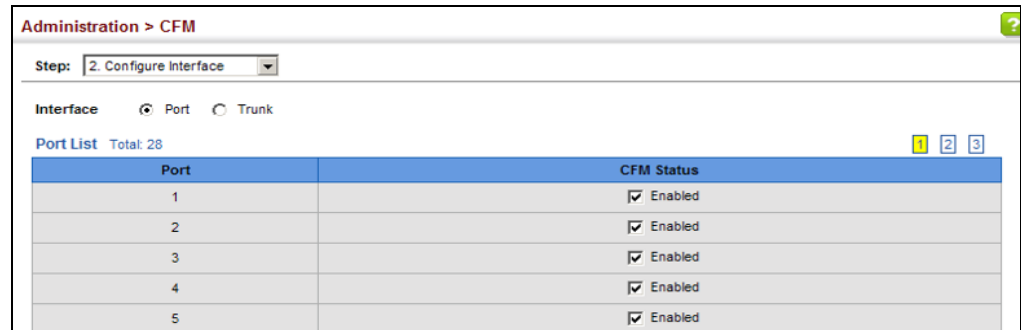 Administration > CFM
?
Step: 2. Configure Interface
Interface Port Trunk
Port List Total: 28 1 2 3
Port CFM Status
1 Enabled
2 Enabled
3 Enabled
4 Enabled
5 Enabled